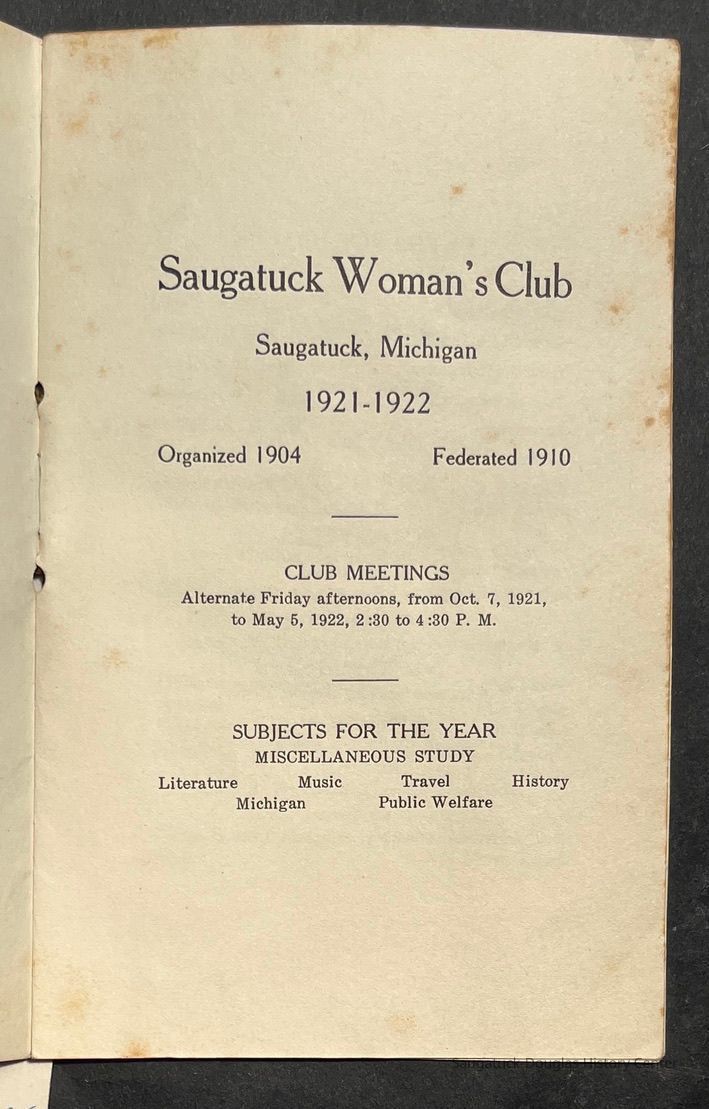 Saugatuck Woman's Club
Saugatuck, Michigan
1921-1922
Organized 1904 Federated 1910
CLUB MEETINGS
Alternate Friday afternoons, from Oct. 7, 1921,
to May 5, 1922, 2:30 to 4:30 P. M.
SUBJECTS FOR THE YEAR
MISCELLANEOUS STUDY
Literature Music Travel History
Michigan Public Welfare
Saugatuck-Douglas History Center